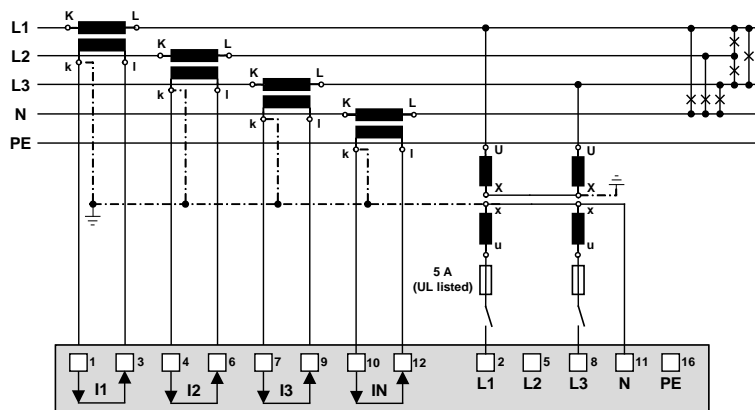 L1 K L
L2 K L
k l
L3 K L
k l
N K L
k l
PE
k l
U U
X X
x x
u u
5 A
(UL listed)
1 3 4 6 7 9 10 12 2 5 8 11 16
I1 I2 I3 IN L1 L2 L3 N PE